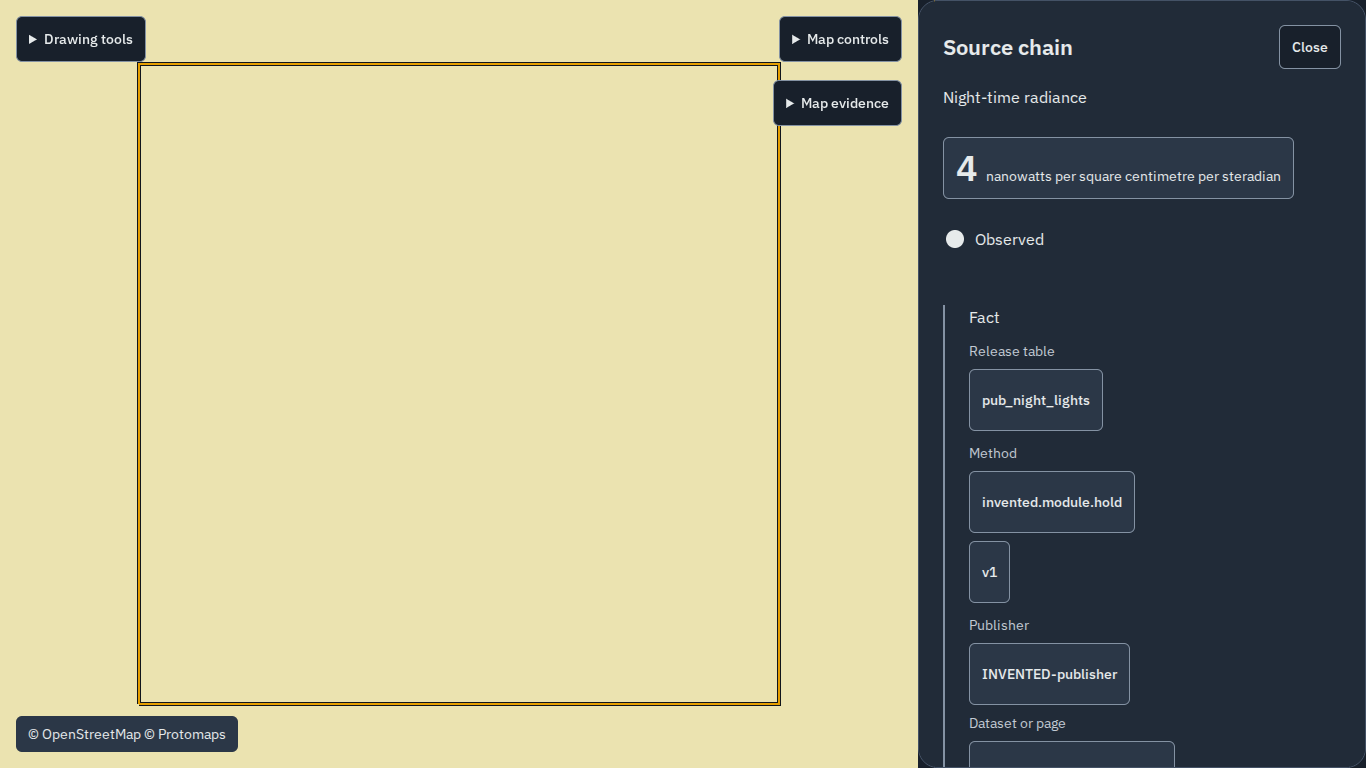 Drawing tools
Map controls
Map evidence
© OpenStreetMap © Protomaps
Source chain
Close
Night-time radiance
4 nanowatts per square centimetre per steradian
Observed
Fact
Release table
pub_night_lights
Method
invented.module.hold
v1
Publisher
INVENTED-publisher
Dataset or page